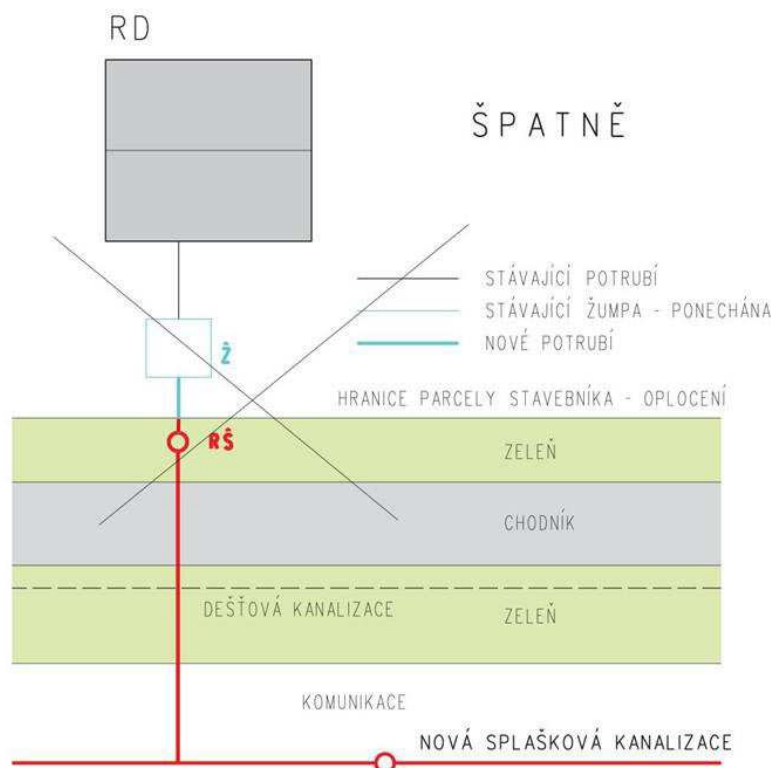 RD
ŠPATNĚ
STÁVAJÍCÍ POTRUBÍ
STÁVAJÍCÍ ŽUMPA - PONECHÁNA
NOVÉ POTRUBÍ
Ž
HRANICE PARCELY STAVEBNÍKA - OPLOCENÍ
RŠ
ZELEŇ
CHODNÍK
DEŠŤOVÁ KANALIZACE
ZELEŇ
KOMUNIKACE
NOVÁ SPLAŠKOVÁ KANALIZACE